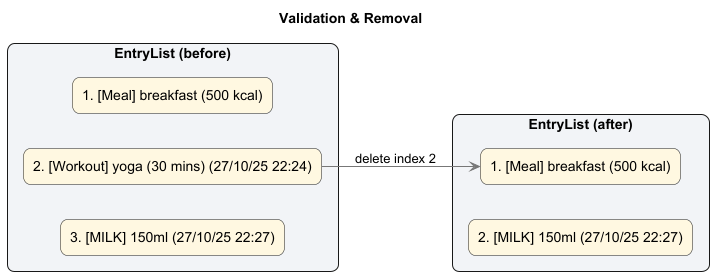 Validation & Removal
EntryList (before)
1. [Meal] breakfast (500 kcal)
2. [Workout] yoga (30 mins) (27/10/25 22:24)
3. [MILK] 150ml (27/10/25 22:27)
delete index 2
EntryList (after)
1. [Meal] breakfast (500 kcal)
2. [MILK] 150ml (27/10/25 22:27)